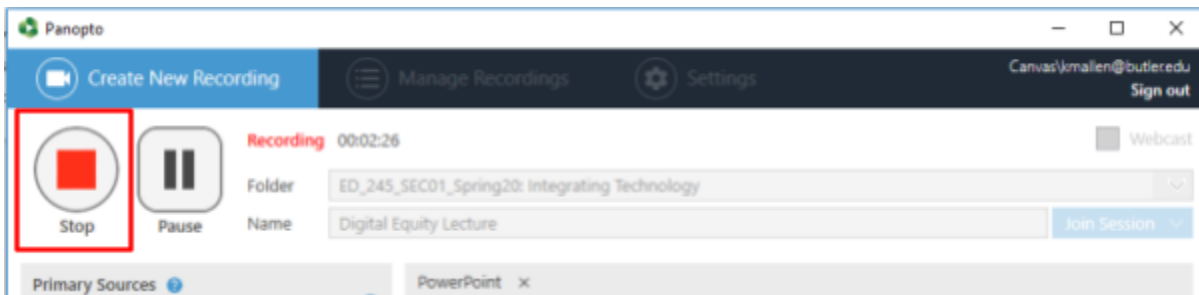 Panopto
Create New Recording
Manage Recordings
Settings
Canvas\kmallen@butler.edu
Sign out
Recording 00:02:26
Webcast
Folder
ED_245_SEC01_Spring20: Integrating Technology
Stop
Pause
Name
Digital Equity Lecture
Join Session
Primary Sources ?
PowerPoint ×